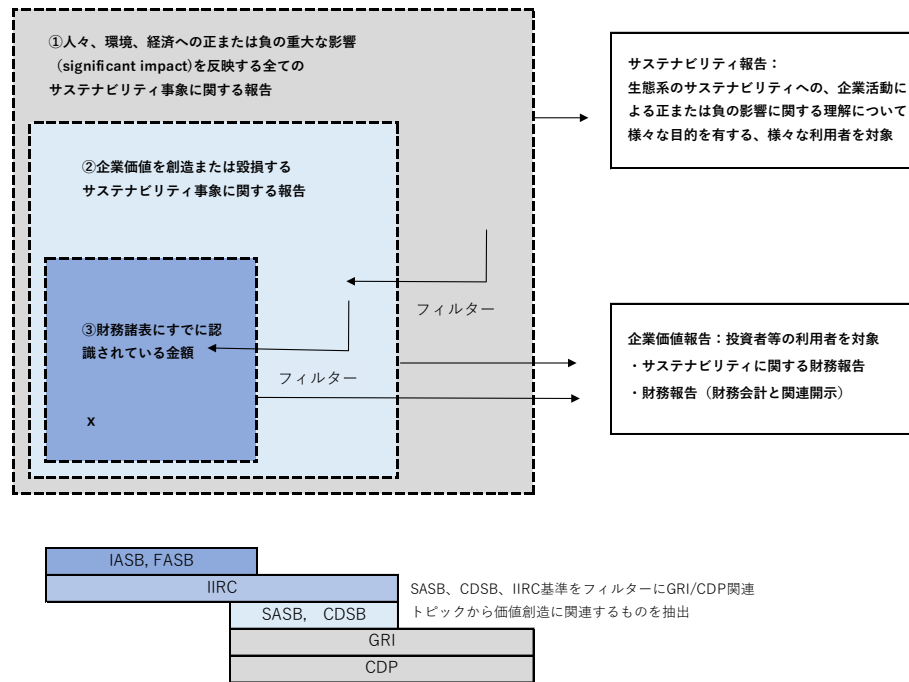 ①人々、環境、経済への正または負の重大な影響
（significant impact)を反映する全ての
サステナビリティ事象に関する報告
サステナビリティ報告：
生態系のサステナビリティへの、企業活動に
よる正または負の影響に関する理解について
様々な目的を有する、様々な利用者を対象
②企業価値を創造または毀損する
サステナビリティ事象に関する報告
フィルター
③財務諸表にすでに認
識されている金額
フィルター
x
企業価値報告：投資者等の利用者を対象
・サステナビリティに関する財務報告
・財務報告（財務会計と関連開示）
IASB, FASB
IIRC
SASB、 CDSB
GRI
CDP
SASB、CDSB、IIRC基準をフィルターにGRI/CDP関連
トピックから価値創造に関連するものを抽出